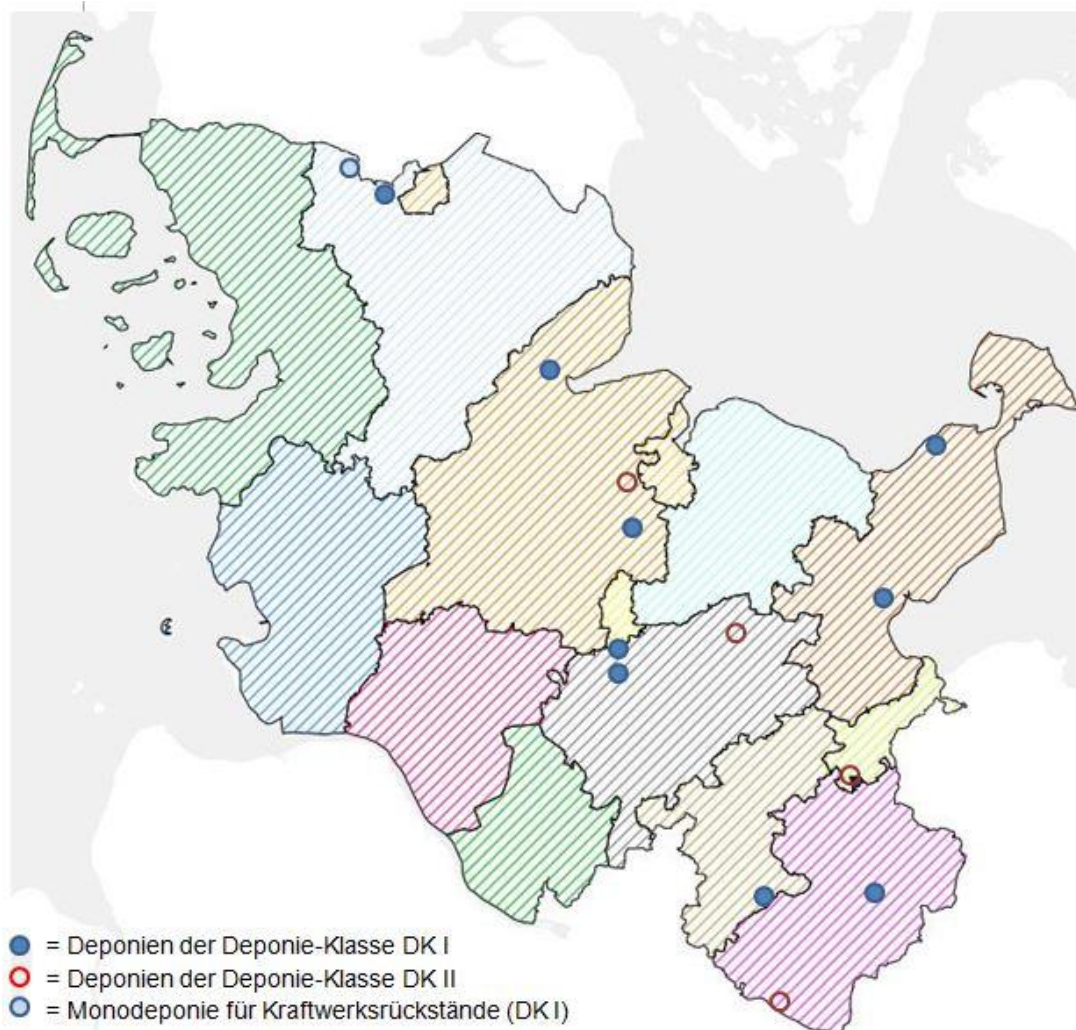 = Deponien der Deponie-Klasse DK I
= Deponien der Deponie-Klasse DK II
= Monodeponie für Kraftwerksrückstände (DK I)